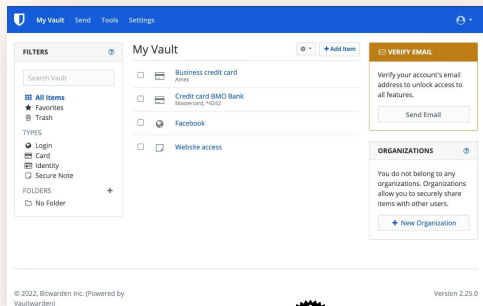 My Vault Send Tools Settings
FILTERS
Search Vault
All Items
Favorites
Trash
TYPES
Login
Card
Identity
Secure Note
FOLDERS
No Folder
My Vault
+ Add Item
Business credit card
Amex
Credit card BMO Bank
Mastercard, *4242
Facebook
Website access
VERIFY EMAIL
Verify your account's email
address to unlock access to
all features.
Send Email
ORGANIZATIONS
You do not belong to any
organizations. Organizations
allow you to securely share
items with other users.
+ New Organization
© 2022, Bitwarden Inc. (Powered by
Vaultwarden)
Version 2.25.0